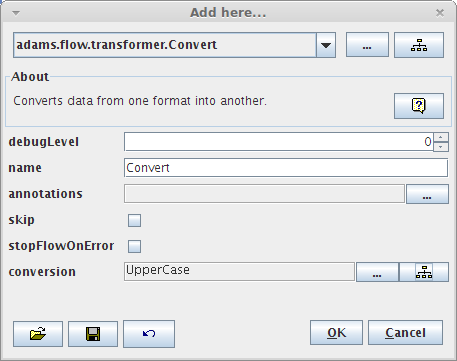 Add here...
adams.flow.transformer.Convert ...
About
Converts data from one format into another.
?
debugLevel 0
name Convert
annotations ...
skip
stopFlowOnError
conversion UpperCase ...
OK Cancel